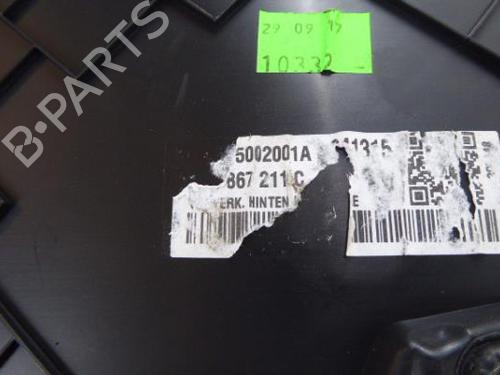 29 09 15
10332
5002001A
867 211 C
ERK. HINTEN
E
B-PARTS